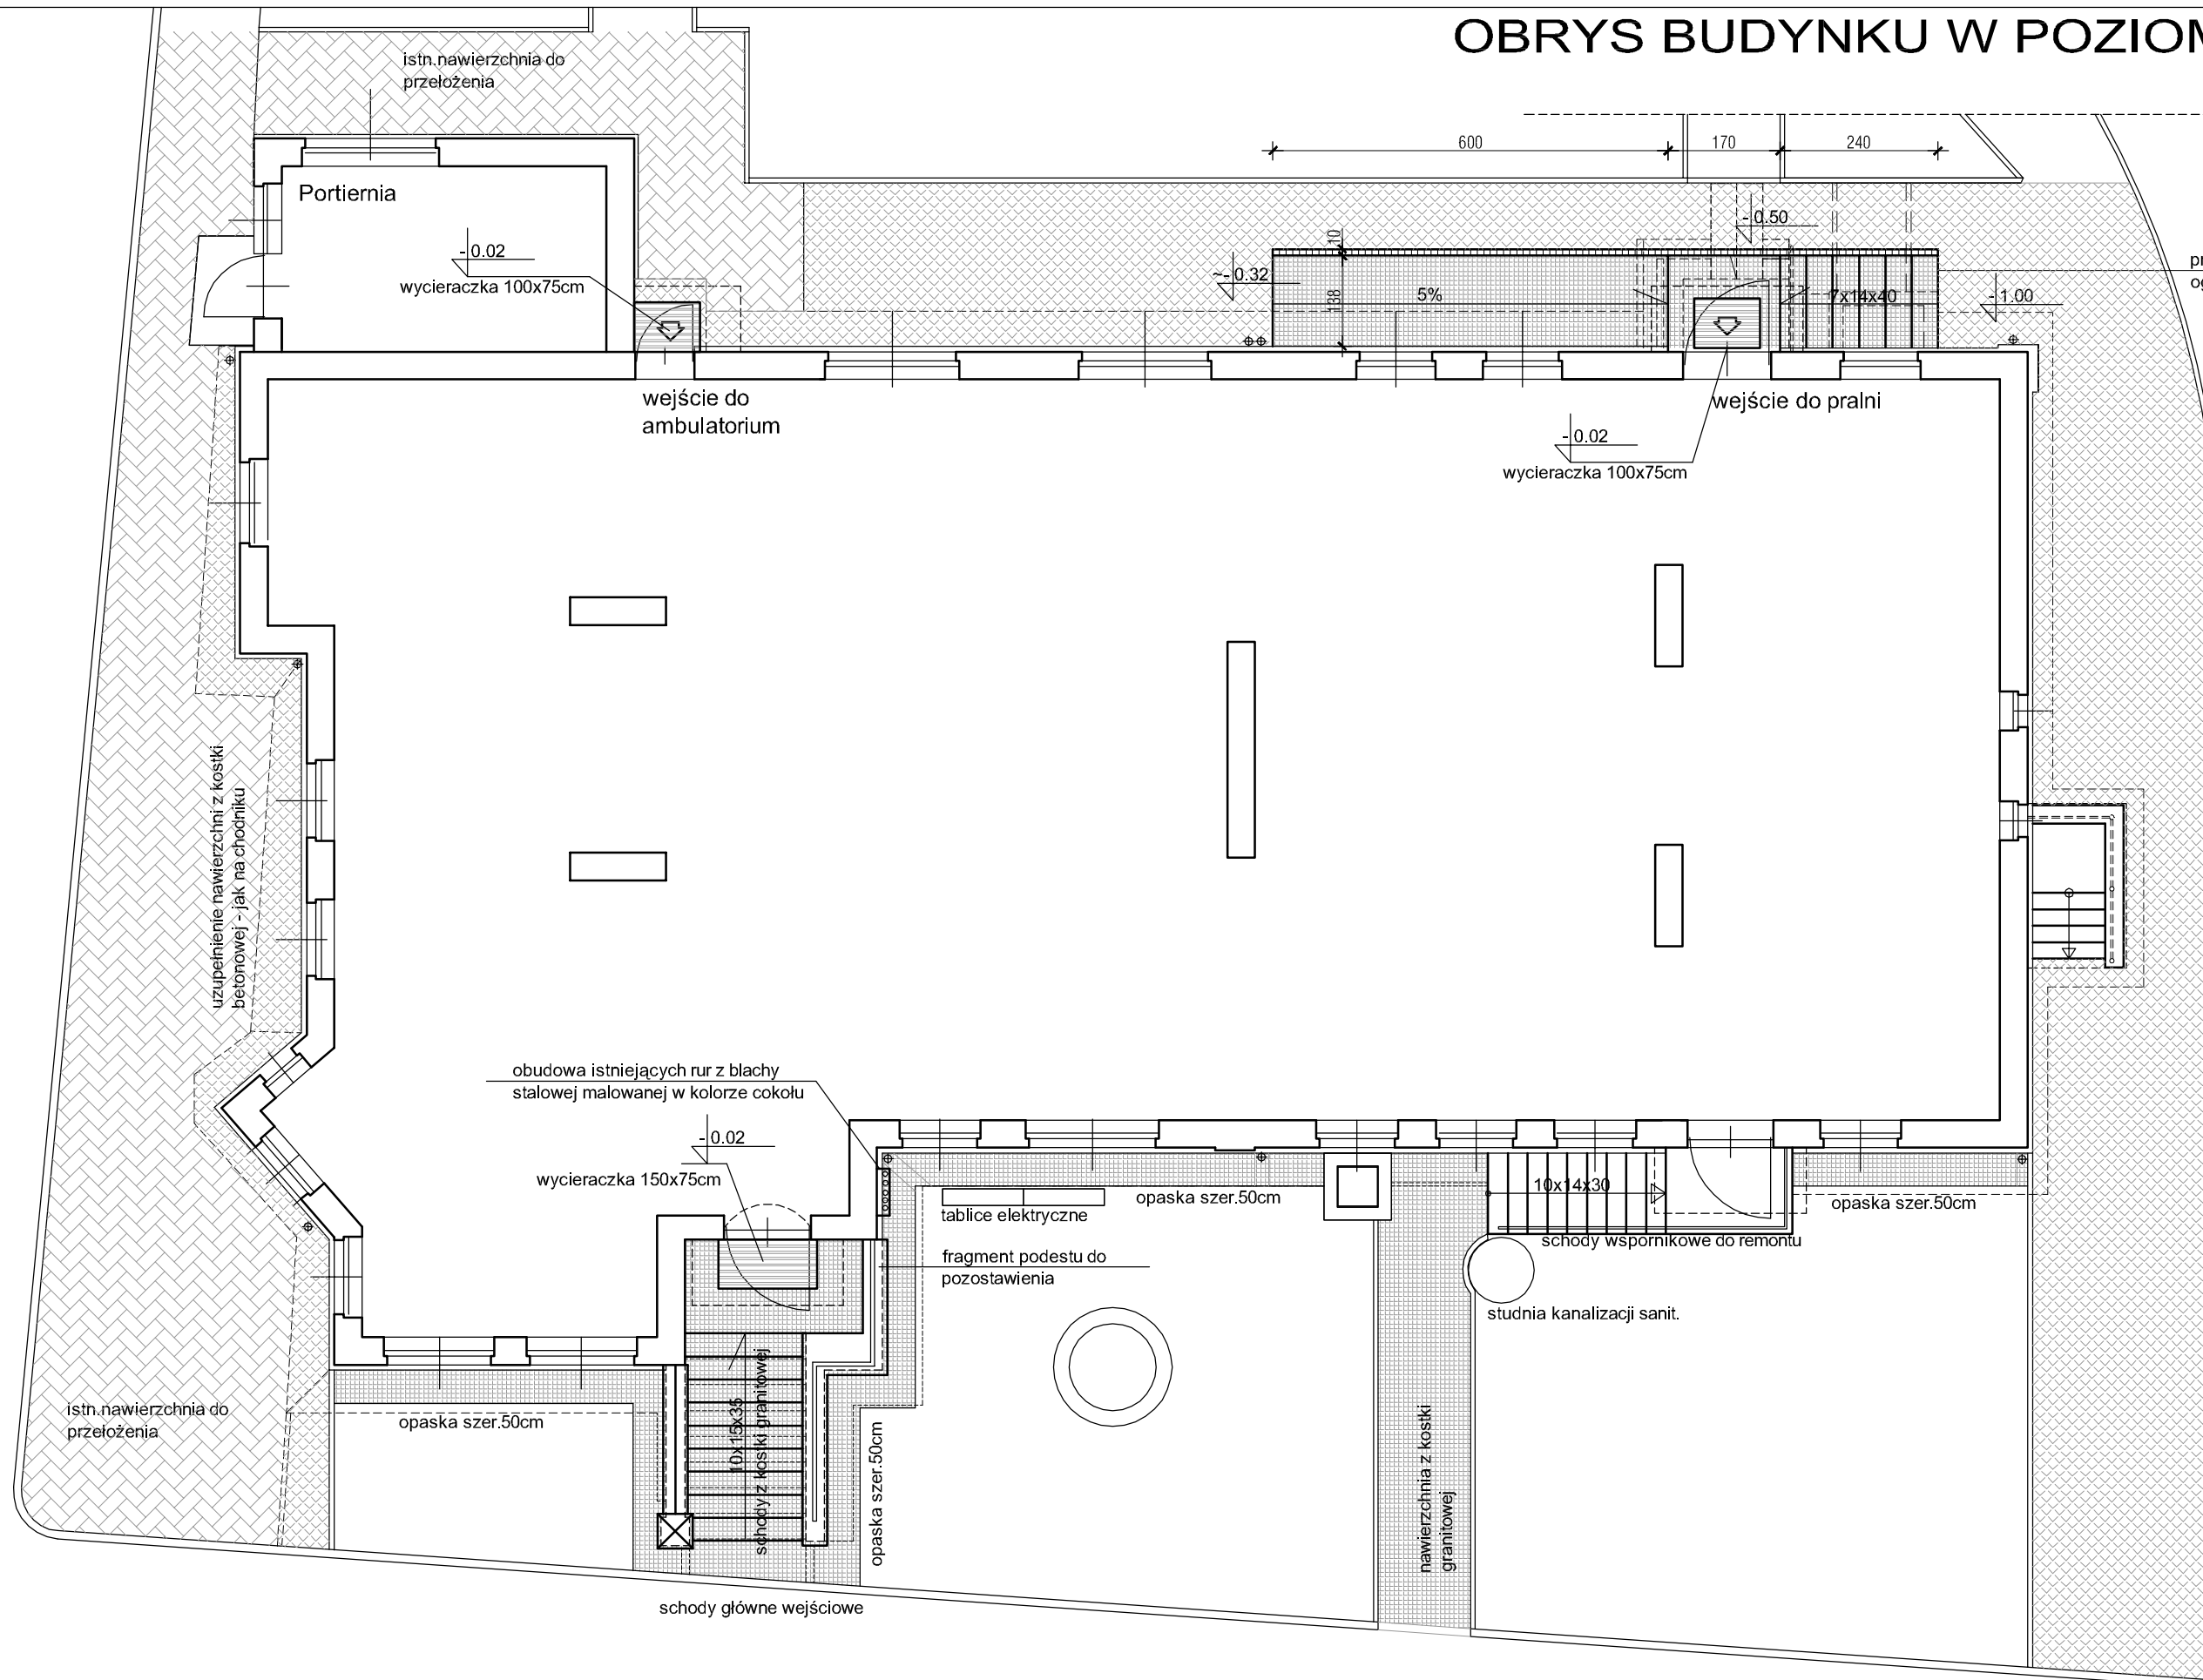 OBRYS BUDYNKU W POZIOM
istn.nawierzchnia do
przełożenia
600
170
240
Portiernia
- 0.02
wycieraczka 100x75cm
~- 0.32
10
138
5%
- 0.50
7x14x40
- 1.00
pr
og
wejście do
ambulatorium
wejście do pralni
- 0.02
wycieraczka 100x75cm
uzupełnienie nawierzchni z kostki
betonowej - jak na chodniku
obudowa istniejących rur z blachy
stalowej malowanej w kolorze cokołu
- 0.02
wycieraczka 150x75cm
tablice elektryczne
opaska szer.50cm
10x14x30
opaska szer.50cm
schody wspornikowe do remontu
fragment podestu do
pozostawienia
studnia kanalizacji sanit.
istn.nawierzchnia do
przełożenia
opaska szer.50cm
10x15x35
schody z kostki granitowej
opaska szer.50cm
nawierzchnia z kostki
granitowej
schody główne wejściowe